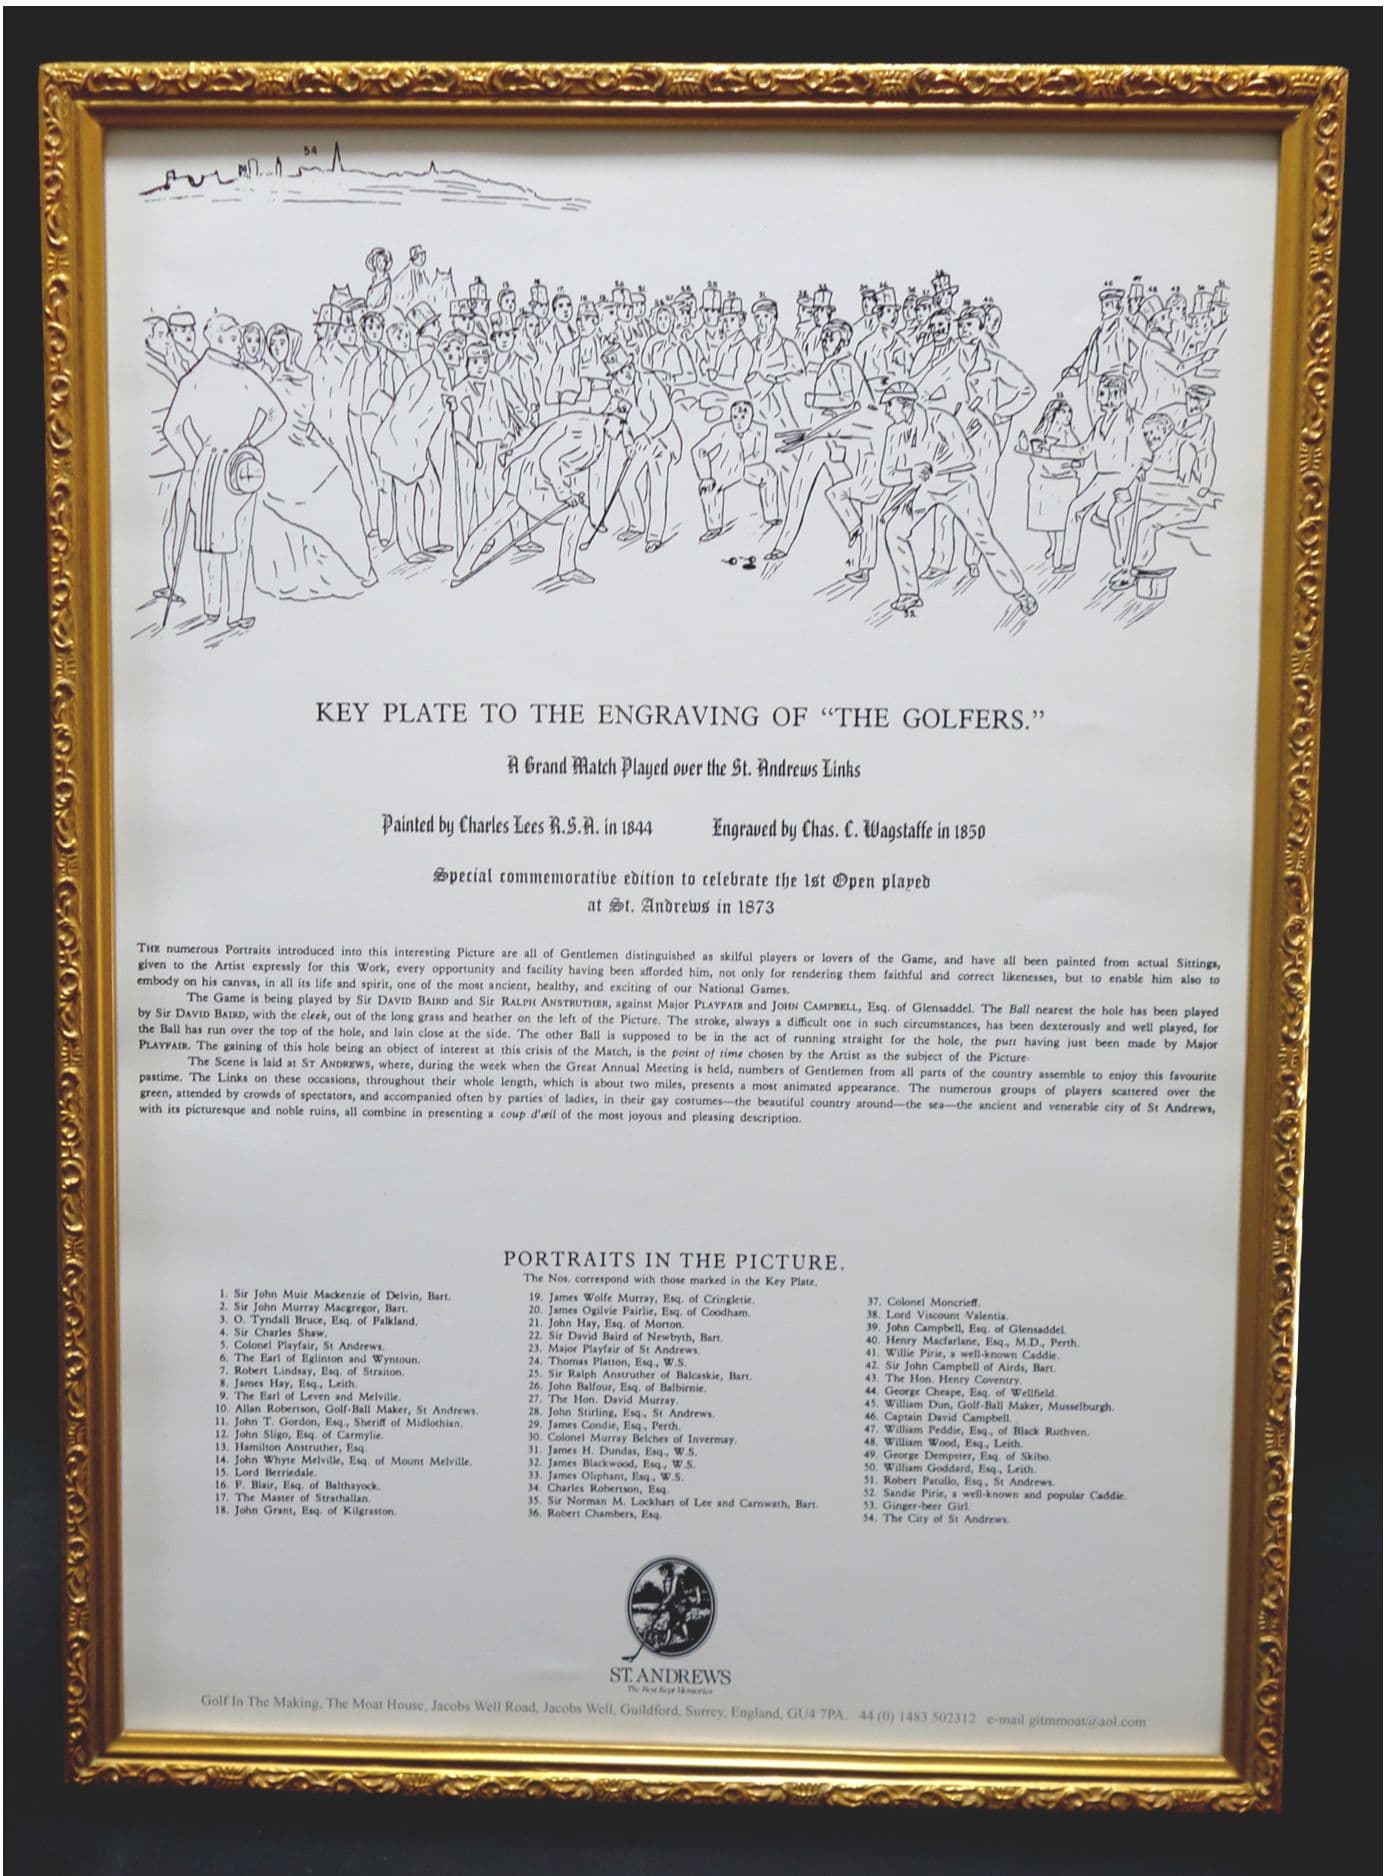 54
KEY PLATE TO THE ENGRAVING OF “THE GOLFERS.”
A Grand Match Played over the St. Andrews Links
Painted by Charles Lees R.S.A. in 1844 Engraved by Chas. C. Wagstaffe in 1850
Special commemorative edition to celebrate the 1st Open played
at St. Andrews in 1873
THE numerous Portraits introduced into this interesting Picture are all of Gentlemen distinguished as skilful players or lovers of the Game, and have all been painted from actual Sittings,
given to the Artist expressly for this Work, every opportunity and facility having been afforded him, not only for rendering them faithful and correct likenesses, but to enable him also to
embody on his canvas, in all its life and spirit, one of the most ancient, healthy, and exciting of our National Games.
The Game is being played by Sir DAVID BAIRD and Sir RALPH ANSTRUTHER, against Major PLAYFAIR and JOHN CAMPBELL, Esq. of Glensaddel. The Ball nearest the hole has been played
by Sir DAVID BAIRD, with the cleek, out of the long grass and heather on the left of the Picture. The stroke, always a difficult one in such circumstances, has been dexterously and well played, for
the Ball has run over the top of the hole, and lain close at the side. The other Ball is supposed to be in the act of running straight for the hole, the putt having just been made by Major
PLAYFAIR. The gaining of this hole being an object of interest at this crisis of the Match, is the point of time chosen by the Artist as the subject of the Picture.
The Scene is laid at ST ANDREWS, where, during the week when the Great Annual Meeting is held, numbers of Gentlemen from all parts of the country assemble to enjoy this favourite
pastime. The Links on these occasions, throughout their whole length, which is about two miles, presents a most animated appearance. The numerous groups of players scattered over the
green, attended by crowds of spectators, and accompanied often by parties of ladies, in their gay costumes—the beautiful country around—the sea—the ancient and venerable city of St Andrews,
with its picturesque and noble ruins, all combine in presenting a coup d'œil of the most joyous and pleasing description.
PORTRAITS IN THE PICTURE.
The Nos. correspond with those marked in the Key Plate.
1. Sir John Muir Mackenzie of Delvin, Bart.
2. Sir John Murray Macgregor, Bart.
3. O. Tyndall Bruce, Esq. of Falkland.
4. Sir Charles Shaw.
5. Colonel Playfair, St Andrews.
6. The Earl of Eglinton and Wyntoun.
7. Robert Lindsay, Esq. of Straiton.
8. James Hay, Esq., Leith.
9. The Earl of Leven and Melville.
10. Allan Robertson, Golf-Ball Maker, St Andrews.
11. John T. Gordon, Esq., Sheriff of Midlothian.
12. John Sligo, Esq. of Carmylie.
13. Hamilton Anstruther, Esq.
14. John Whyte Melville, Esq. of Mount Melville.
15. Lord Berriedale.
16. F. Blair, Esq. of Balthayock.
17. The Master of Strathallan.
18. John Grant, Esq. of Kilgraston.
19. James Wolfe Murray, Esq. of Cringletie.
20. James Ogilvie Fairlie, Esq. of Coodham.
21. John Hay, Esq. of Morton.
22. Sir David Baird of Newbyth, Bart.
23. Major Playfair of St Andrews.
24. Thomas Platton, Esq., W.S.
25. Sir Ralph Anstruther of Balcaskie, Bart.
26. John Balfour, Esq. of Balbirnie.
27. The Hon. David Murray.
28. John Stirling, Esq., St Andrews.
29. James Condie, Esq., Perth.
30. Colonel Murray Belches of Invermay.
31. James H. Dundas, Esq., W.S.
32. James Blackwood, Esq., W.S.
33. James Oliphant, Esq., W.S.
34. Charles Robertson, Esq.
35. Sir Norman M. Lockhart of Lee and Carnwath, Bart.
36. Robert Chambers, Esq.
37. Colonel Moncrieff.
38. Lord Viscount Valentia.
39. John Campbell, Esq. of Glensaddel.
40. Henry Macfarlane, Esq., M.D., Perth.
41. Willie Pirie, a well-known Caddie.
42. Sir John Campbell of Airds, Bart.
43. The Hon. Henry Coventry.
44. George Cheape, Esq. of Wellfield.
45. William Dun, Golf-Ball Maker, Musselburgh.
46. Captain David Campbell.
47. William Peddie, Esq., of Black Ruthven.
48. William Wood, Esq., Leith.
49. George Dempster, Esq. of Skibo.
50. William Goddard, Esq., Leith.
51. Robert Patullo, Esq., St Andrews.
52. Sandie Pirie, a well-known and popular Caddie.
53. Ginger-beer Girl.
54. The City of St Andrews.
ST. ANDREWS
The Best Kept Memories
Golf In The Making, The Moat House, Jacobs Well Road, Jacobs Well, Guildford, Surrey, England, GU4 7PA. 44 (0) 1483 502312 e-mail gitmmoat@aol.com